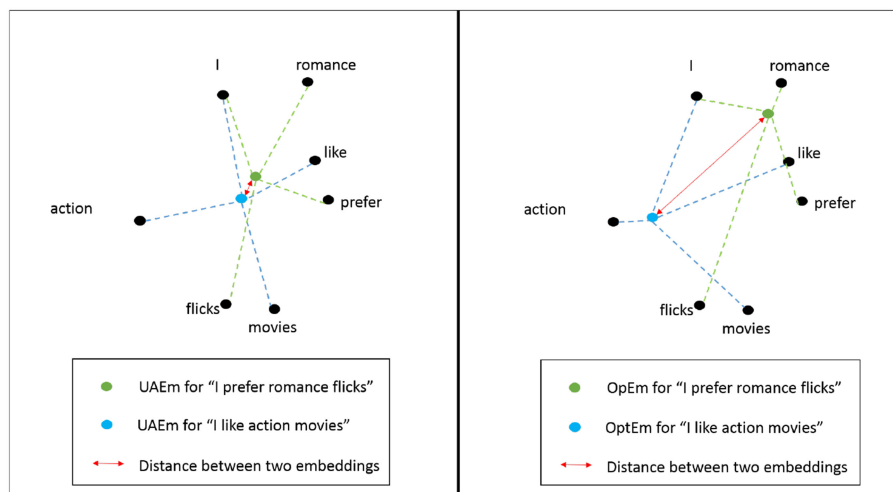 I
romance
like
action
prefer
flicks
movies
UAEm for “I prefer romance flicks”
UAEm for “I like action movies”
Distance between two embeddings
I
romance
like
action
prefer
flicks
movies
OpEm for “I prefer romance flicks”
OptEm for “I like action movies”
Distance between two embeddings